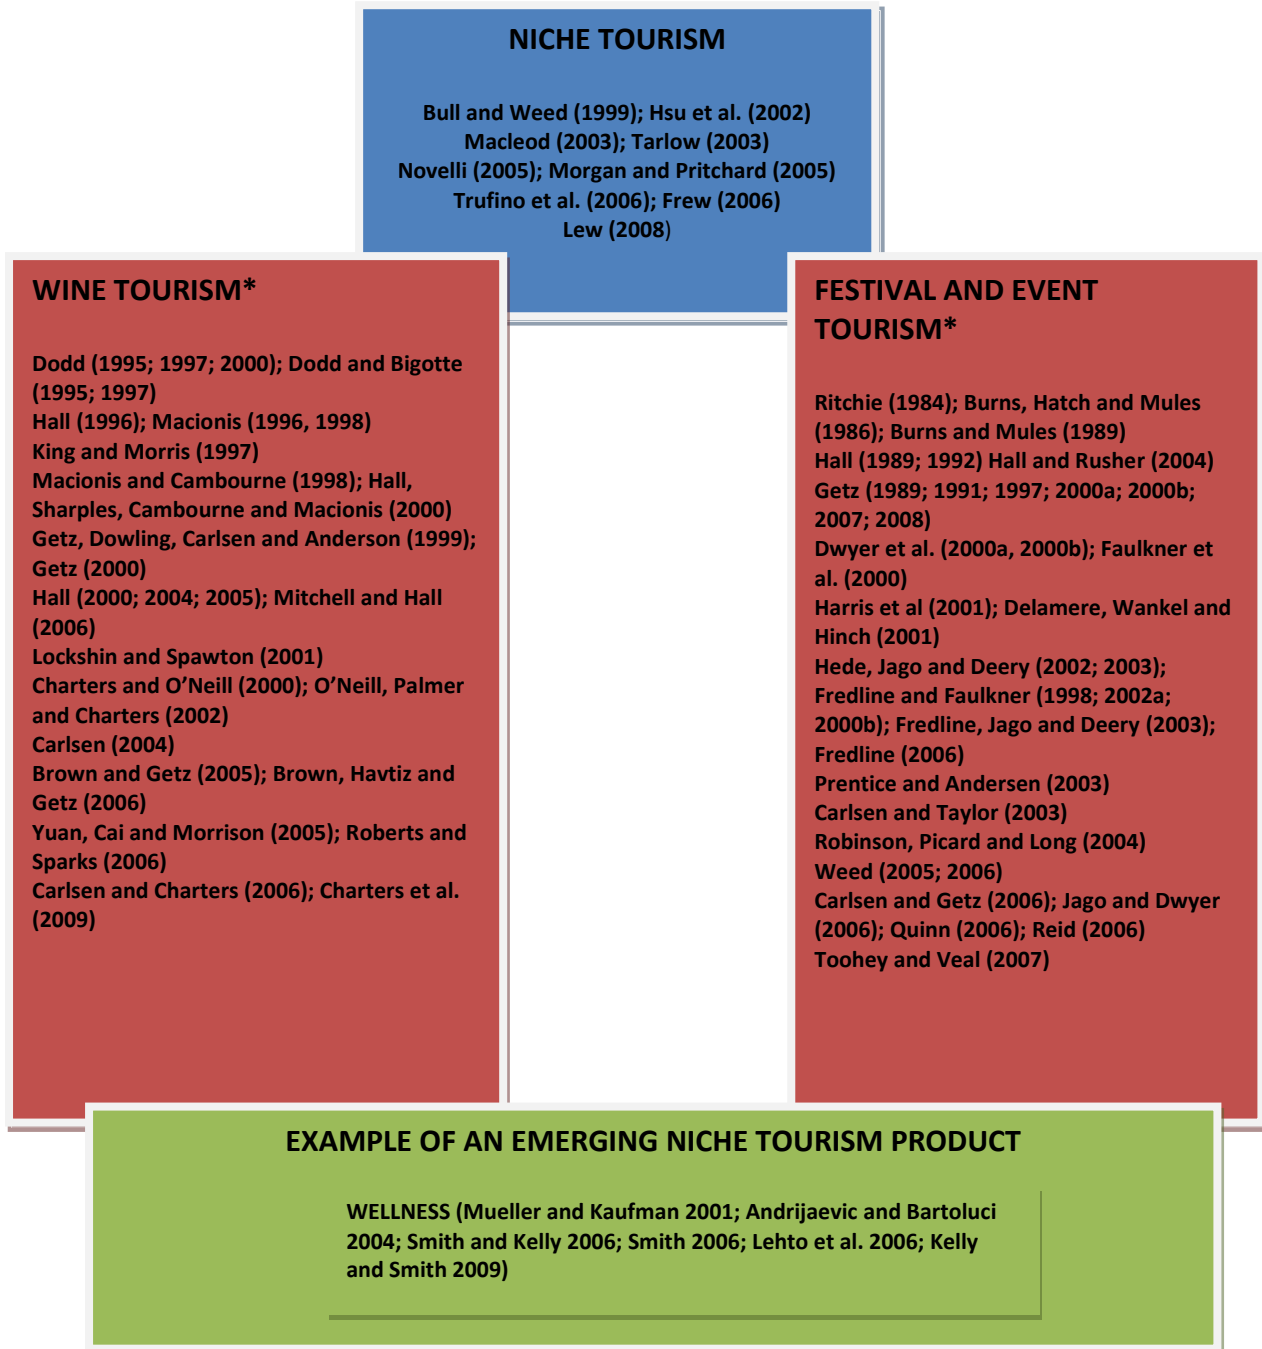 NICHE TOURISM
Bull and Weed (1999); Hsu et al. (2002)
Macleod (2003); Tarlow (2003)
Novelli (2005); Morgan and Pritchard (2005)
Trufino et al. (2006); Frew (2006)
Lew (2008)
WINE TOURISM*
Dodd (1995; 1997; 2000); Dodd and Bigotte
(1995; 1997)
Hall (1996); Macionis (1996, 1998)
King and Morris (1997)
Macionis and Cambourne (1998); Hall,
Sharples, Cambourne and Macionis (2000)
Getz, Dowling, Carlsen and Anderson (1999);
Getz (2000)
Hall (2000; 2004; 2005); Mitchell and Hall
(2006)
Lockshin and Spawton (2001)
Charters and O’Neill (2000); O’Neill, Palmer
and Charters (2002)
Carlsen (2004)
Brown and Getz (2005); Brown, Havtiz and
Getz (2006)
Yuan, Cai and Morrison (2005); Roberts and
Sparks (2006)
Carlsen and Charters (2006); Charters et al.
(2009)
FESTIVAL AND EVENT
TOURISM*
Ritchie (1984); Burns, Hatch and Mules
(1986); Burns and Mules (1989)
Hall (1989; 1992) Hall and Rusher (2004)
Getz (1989; 1991; 1997; 2000a; 2000b;
2007; 2008)
Dwyer et al. (2000a, 2000b); Faulkner et
al. (2000)
Harris et al (2001); Delamere, Wankel and
Hinch (2001)
Hede, Jago and Deery (2002; 2003);
Fredline and Faulkner (1998; 2002a;
2000b); Fredline, Jago and Deery (2003);
Fredline (2006)
Prentice and Andersen (2003)
Carlsen and Taylor (2003)
Robinson, Picard and Long (2004)
Weed (2005; 2006)
Carlsen and Getz (2006); Jago and Dwyer
(2006); Quinn (2006); Reid (2006)
Toohey and Veal (2007)
EXAMPLE OF AN EMERGING NICHE TOURISM PRODUCT
WELLNESS (Mueller and Kaufman 2001; Andrijaevic and Bartoluci
2004; Smith and Kelly 2006; Smith 2006; Lehto et al. 2006; Kelly
and Smith 2009)